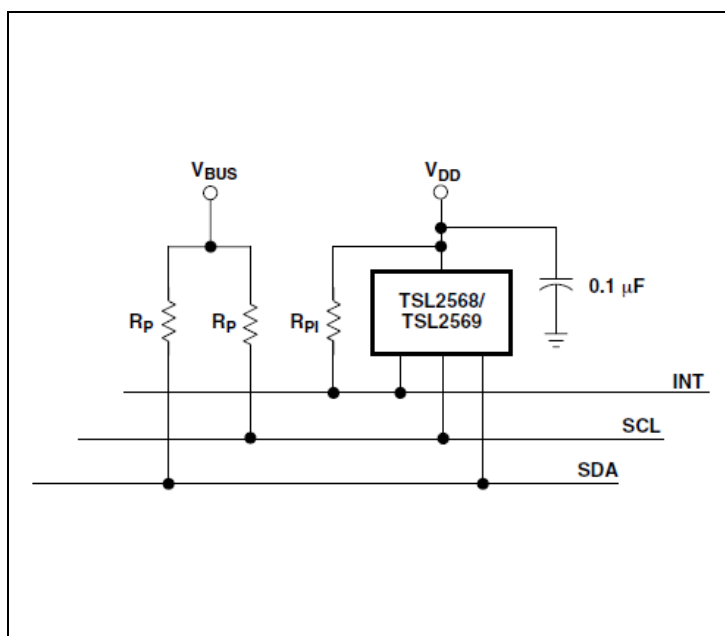 VBUS
VDD
TSL2568/
TSL2569
0.1 μF
RP
RP
RPI
INT
SCL
SDA